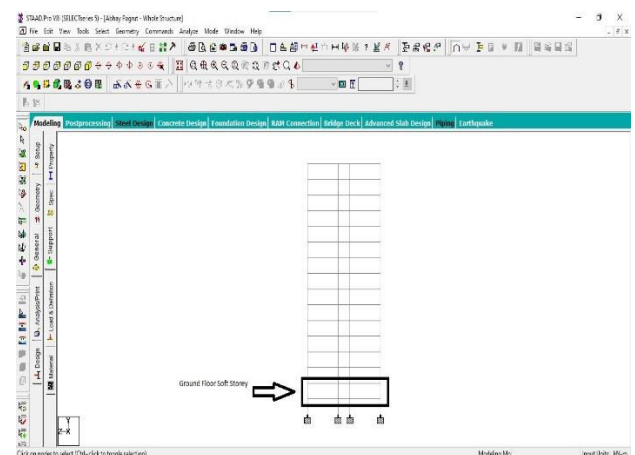 STAAD.Pro V8i (SELECTseries 5) - [Akhay Pagnat - Whole Structure]
File Edit View Tools Select Geometry Commands Analyze Mode Window Help
Modeling Postprocessing Steel Design Concrete Design Foundation Design RAM Connection Bridge Deck Advanced Slab Design Piping Earthquake
Setup
Geometry
General
Analysis/Print
Design
Property
Spec
Support
Load & Definition
Material
Ground Floor Soft Storey
Y
Z-X
Click on nodes to select (Ctrl+click to toggle selection)
Modeling Mo
Input Units: kN-m